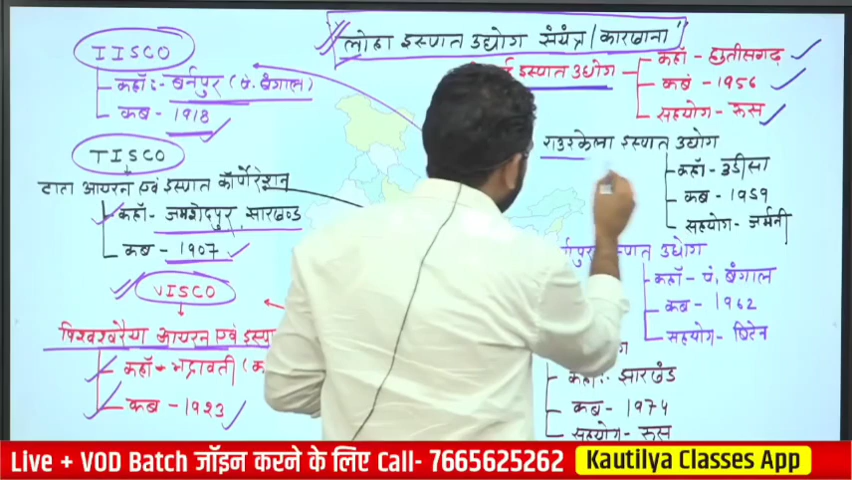 लोहा इस्पात उद्योग संयंत्र/कारखाना
IISCO
कहाँ:- बर्नपुर (पं. बंगाल)
कब - 1918
TISCO
टाटा आयरन एवं इस्पात कॉर्पोरेशन
कहाँ- जमशेदपुर, झारखण्ड
कब - 1907
VISCO
विश्वेश्वरैया आयरन एवं इस्पा
कहाँ- भद्रावती (क
कब - 1923
इस्पात उद्योग
कहाँ - छत्तीसगढ़
कब - 1956
सहयोग - रूस
राउरकेला इस्पात उद्योग
कहाँ- उड़ीसा
कब - 1959
सहयोग - जर्मनी
इस्पात उद्योग
कहाँ- पं. बंगाल
कब - 1962
सहयोग - ब्रिटेन
कहाँ:- झारखंड
कब - 1974
सहयोग - रूस
Live + VOD Batch जॉइन करने के लिए Call- 7665625262 Kautilya Classes App